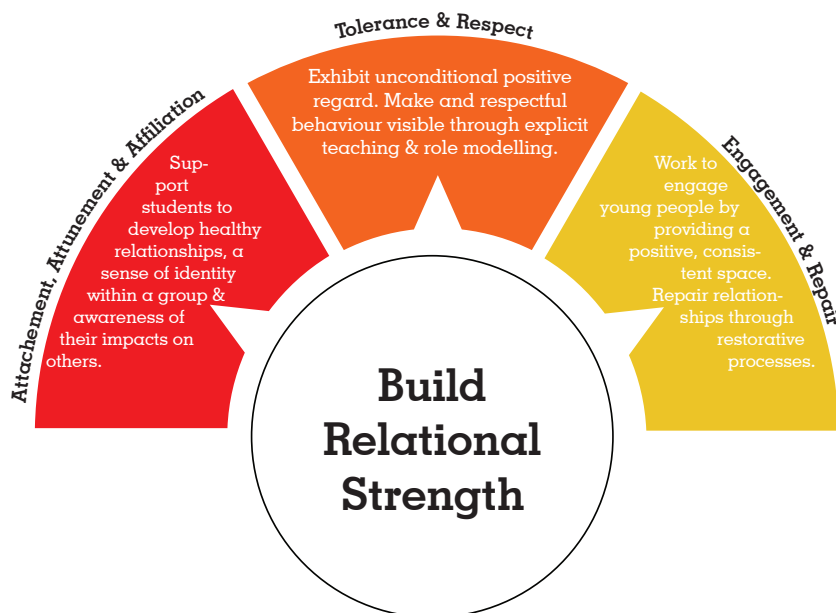 Attachement, Attunement & Affiliation
Sup-
port
students to
develop healthy
relationships, a
sense of identity
within a group &
awareness of
their impacts on
others.
Tolerance & Respect
Exhibit unconditional positive
regard. Make and respectful
behaviour visible through explicit
teaching & role modelling.
Engagement & Repair
Work to
engage
young people by
providing a
positive, consis-
tent space.
Repair relation-
ships through
restorative
processes.
Build
Relational
Strength